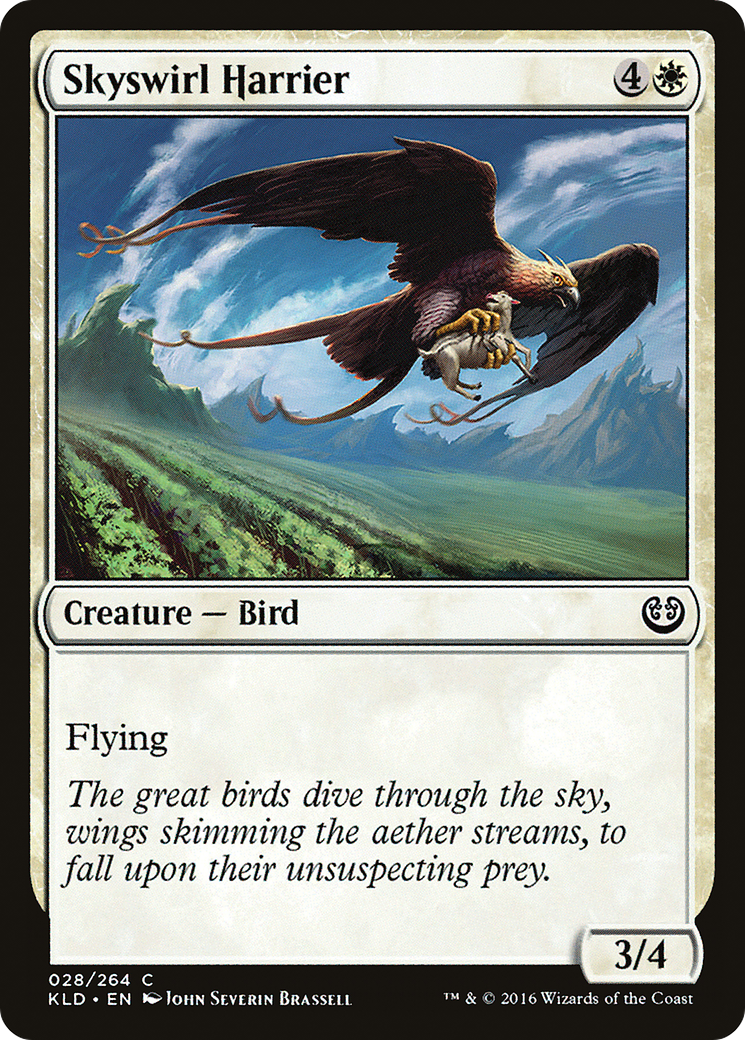 Skyswirl Harrier 4
Creature — Bird
Flying
The great birds dive through the sky,
wings skimming the aether streams, to
fall upon their unsuspecting prey.
3/4
028/264 C
KLD • EN John Severin Brassell
™ & © 2016 Wizards of the Coast